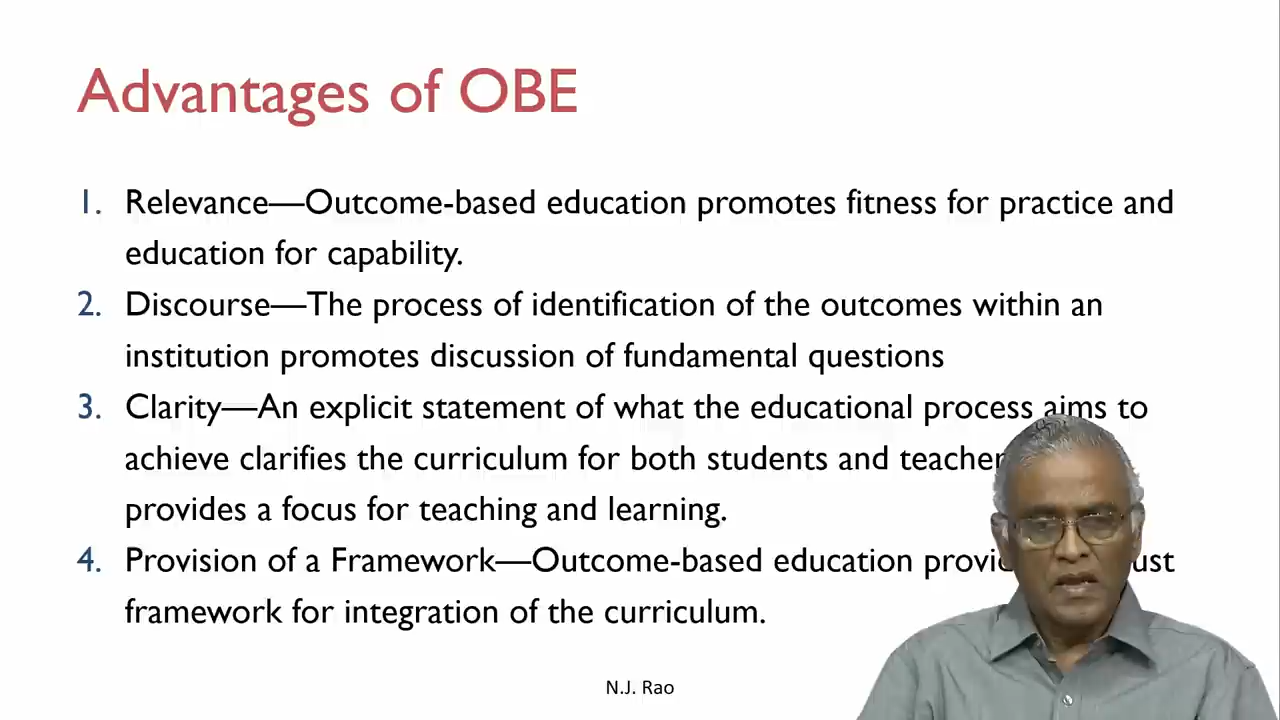 Advantages of OBE
1. Relevance—Outcome-based education promotes fitness for practice and
education for capability.
2. Discourse—The process of identification of the outcomes within an
institution promotes discussion of fundamental questions
3. Clarity—An explicit statement of what the educational process aims to
achieve clarifies the curriculum for both students and
provides a focus for teaching and learning.
4. Provision of a Framework—Outcome-based education
framework for integration of the curriculum.
N.J. Rao